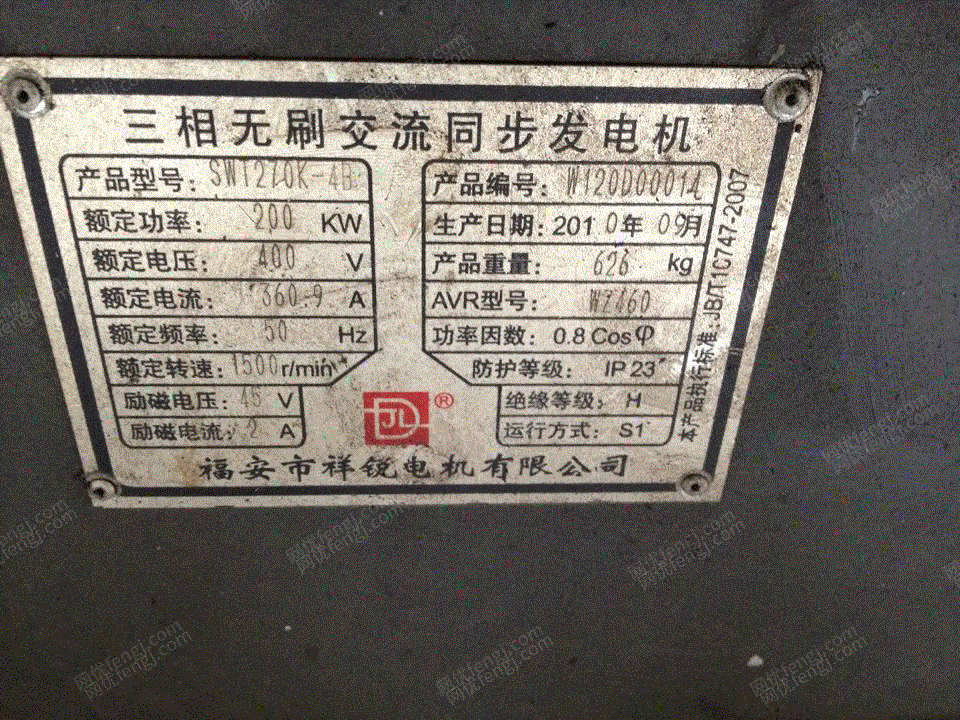 三相无刷交流同步发电机
产品型号: SWT270K-4B
额定功率: 200 KW
额定电压: 400 V
额定电流: 360.9 A
额定频率: 50 Hz
额定转速: 1500 r/min
励磁电压: 45 V
励磁电流: 2 A
产品编号:
生产日期: 2010年09月
产品重量: 626 kg
AVR型号: WZ460
功率因数: 0.8 Cosφ
防护等级: IP 23
绝缘等级: H
运行方式: S1
本产品执行标准: JB/T1C747-2007
JL
®
福安市祥锐电机有限公司